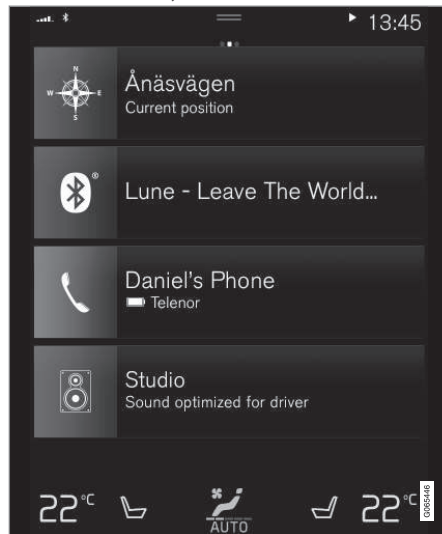 13:45
N
W E
S
Ånäsvägen
Current position
®
Lune - Leave The World...
Daniel's Phone
Telenor
Studio
Sound optimized for driver
22°C 22°C
AUTO
G065446